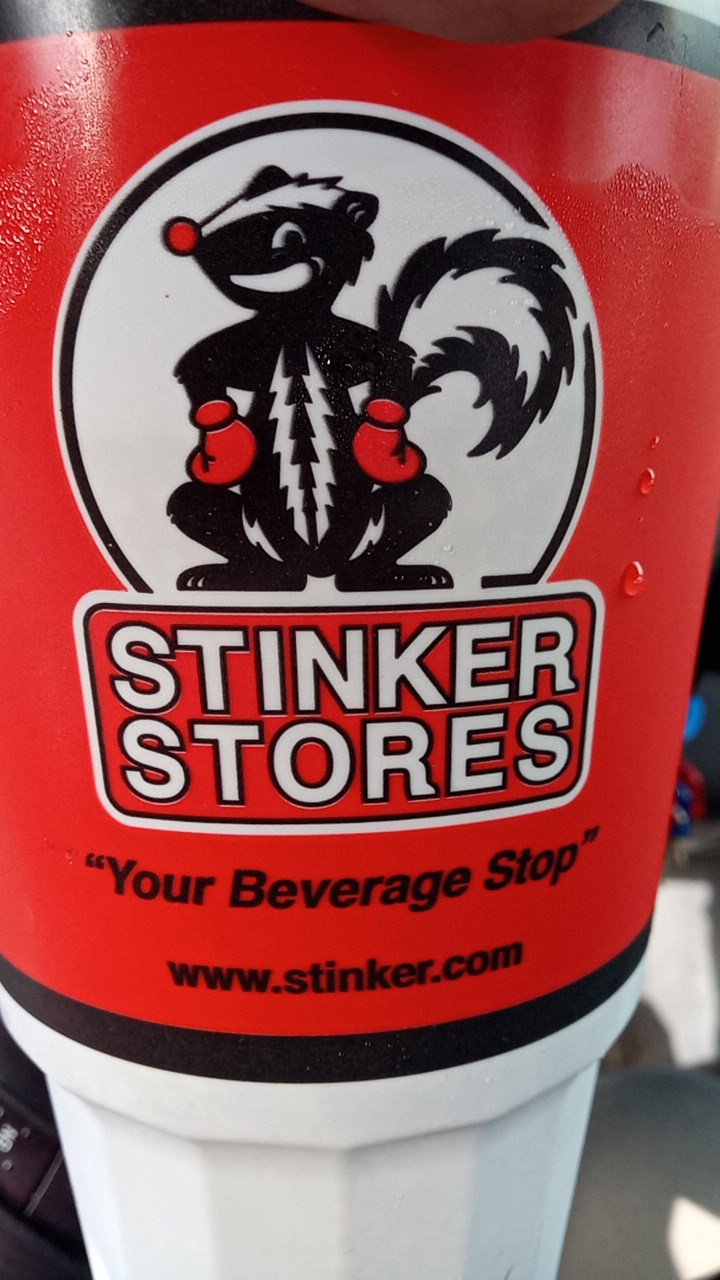 STINKER
STORES
“Your Beverage Stop”
www.stinker.com